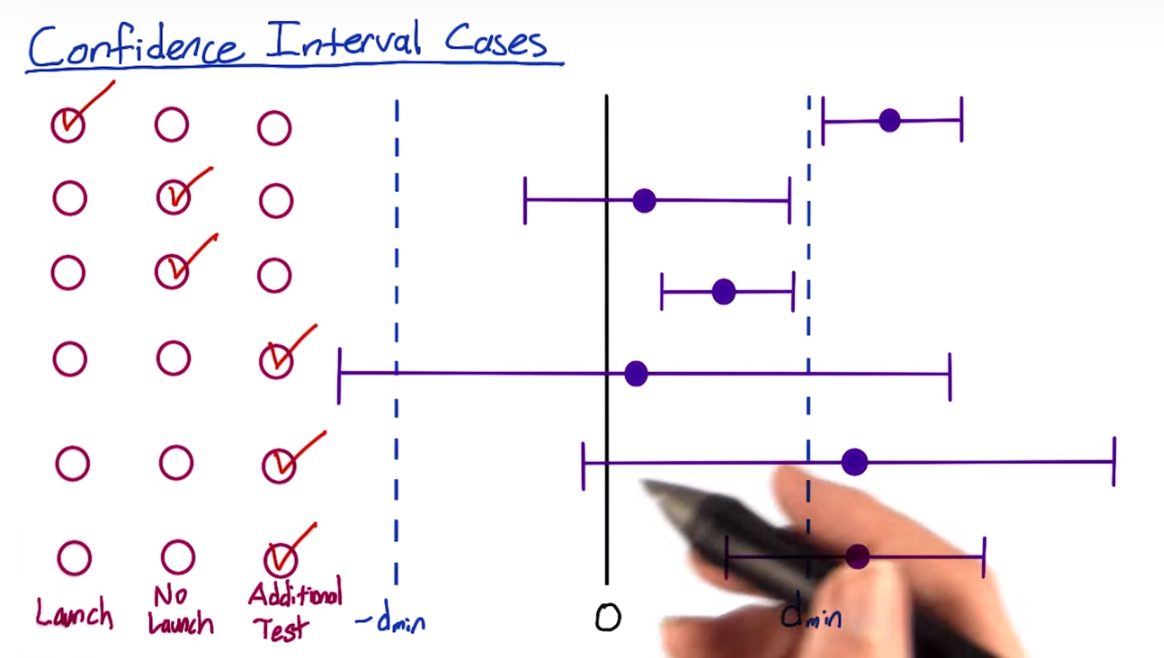 Confidence Interval Cases
Launch
No
Launch
Additional
Test
-dmin
0
dmin